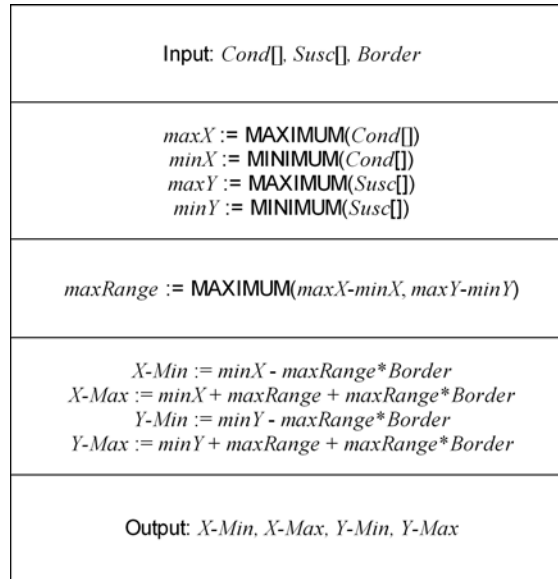 Input: Cond[], Susc[], Border
maxX := MAXIMUM(Cond[])
minX := MINIMUM(Cond[])
maxY := MAXIMUM(Susc[])
minY := MINIMUM(Susc[])
maxRange := MAXIMUM(maxX-minX, maxY-minY)
X-Min := minX - maxRange*Border
X-Max := minX + maxRange + maxRange*Border
Y-Min := minY - maxRange*Border
Y-Max := minY + maxRange + maxRange*Border
Output: X-Min, X-Max, Y-Min, Y-Max